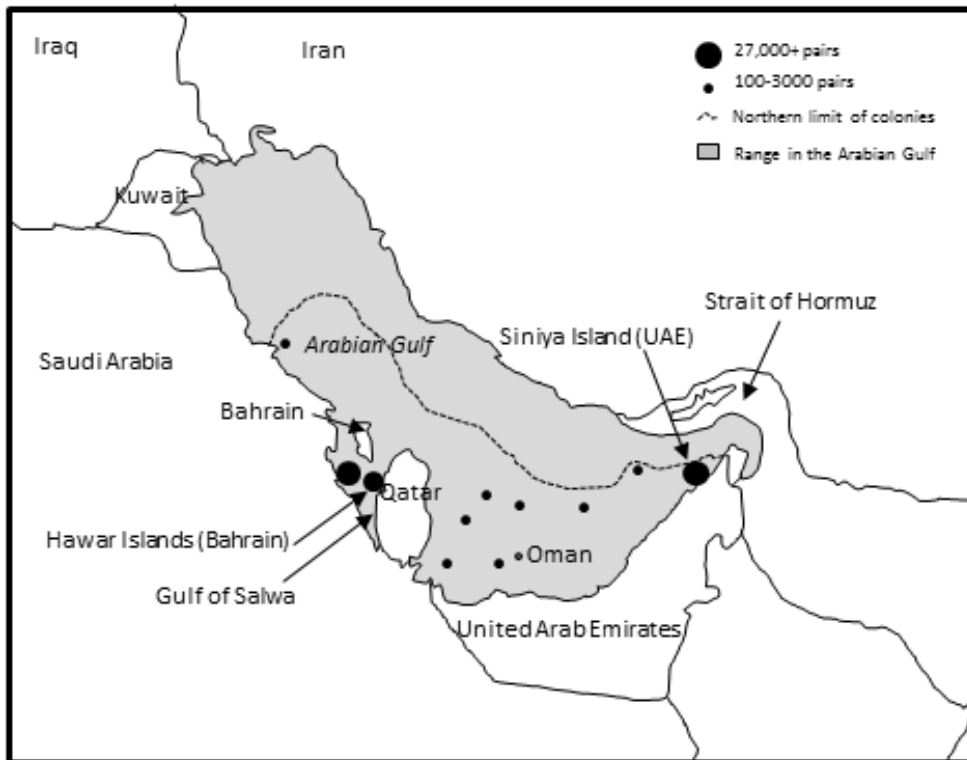 Iraq
Iran
27,000+ pairs
100-3000 pairs
Northern limit of colonies
Range in the Arabian Gulf
Kuwait
Strait of Hormuz
Siniya Island (UAE)
Arabian Gulf
Saudi Arabia
Bahrain
Qatar
Hawar Islands (Bahrain)
Oman
Gulf of Salwa
United Arab Emirates